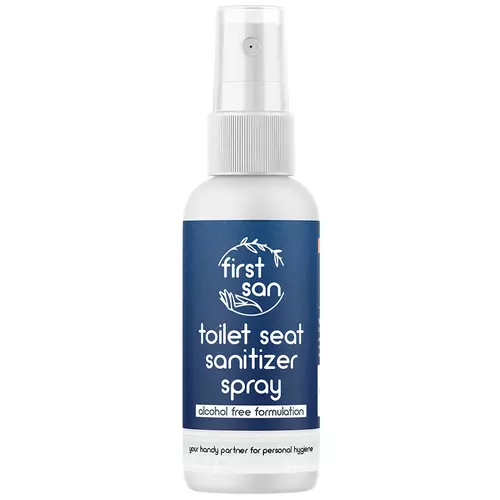 first
san
toilet seat
sanitizer
spray
alcohol free formulation
your handy partner for personal hygiene